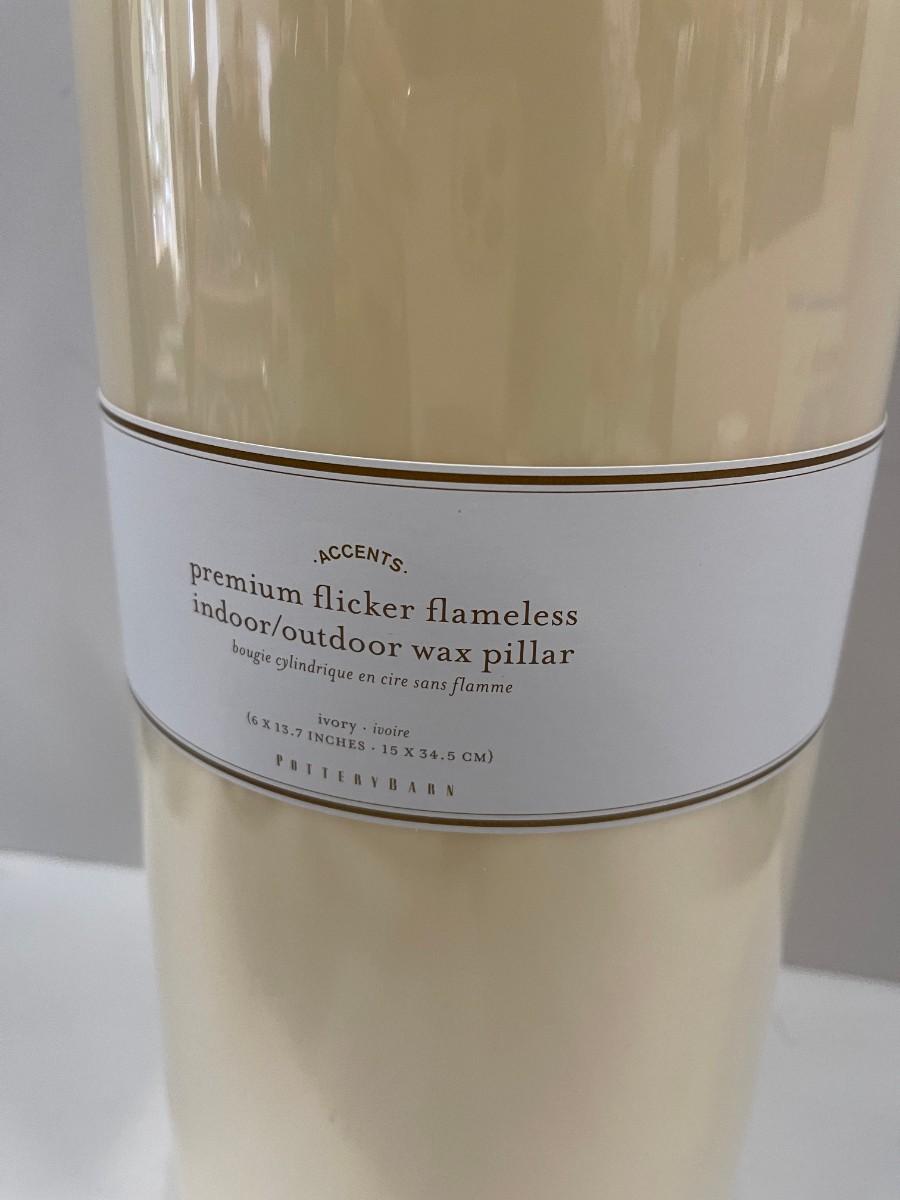 ·ACCENTS·
premium flicker flameless
indoor/outdoor wax pillar
bougie cylindrique en cire sans flamme
ivory · ivoire
(6 X 13.7 INCHES · 15 X 34.5 CM)
POTTERYBARN